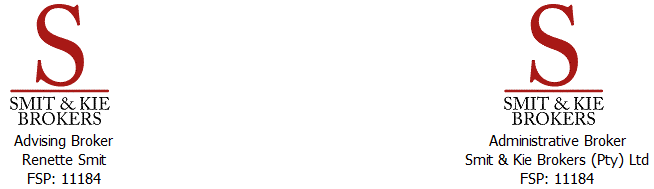 S
SMIT & KIE
BROKERS
Advising Broker
Renette Smit
FSP: 11184
S
SMIT & KIE
BROKERS
Administrative Broker
Smit & Kie Brokers (Pty) Ltd
FSP: 11184